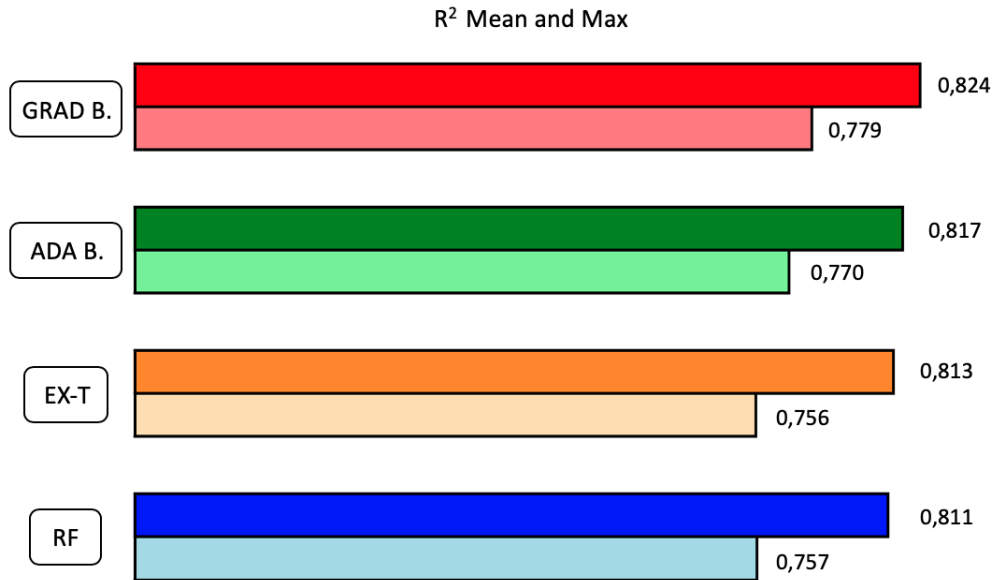 R² Mean and Max
GRAD B.
0,824
0,779
ADA B.
0,817
0,770
EX-T
0,813
0,756
RF
0,811
0,757